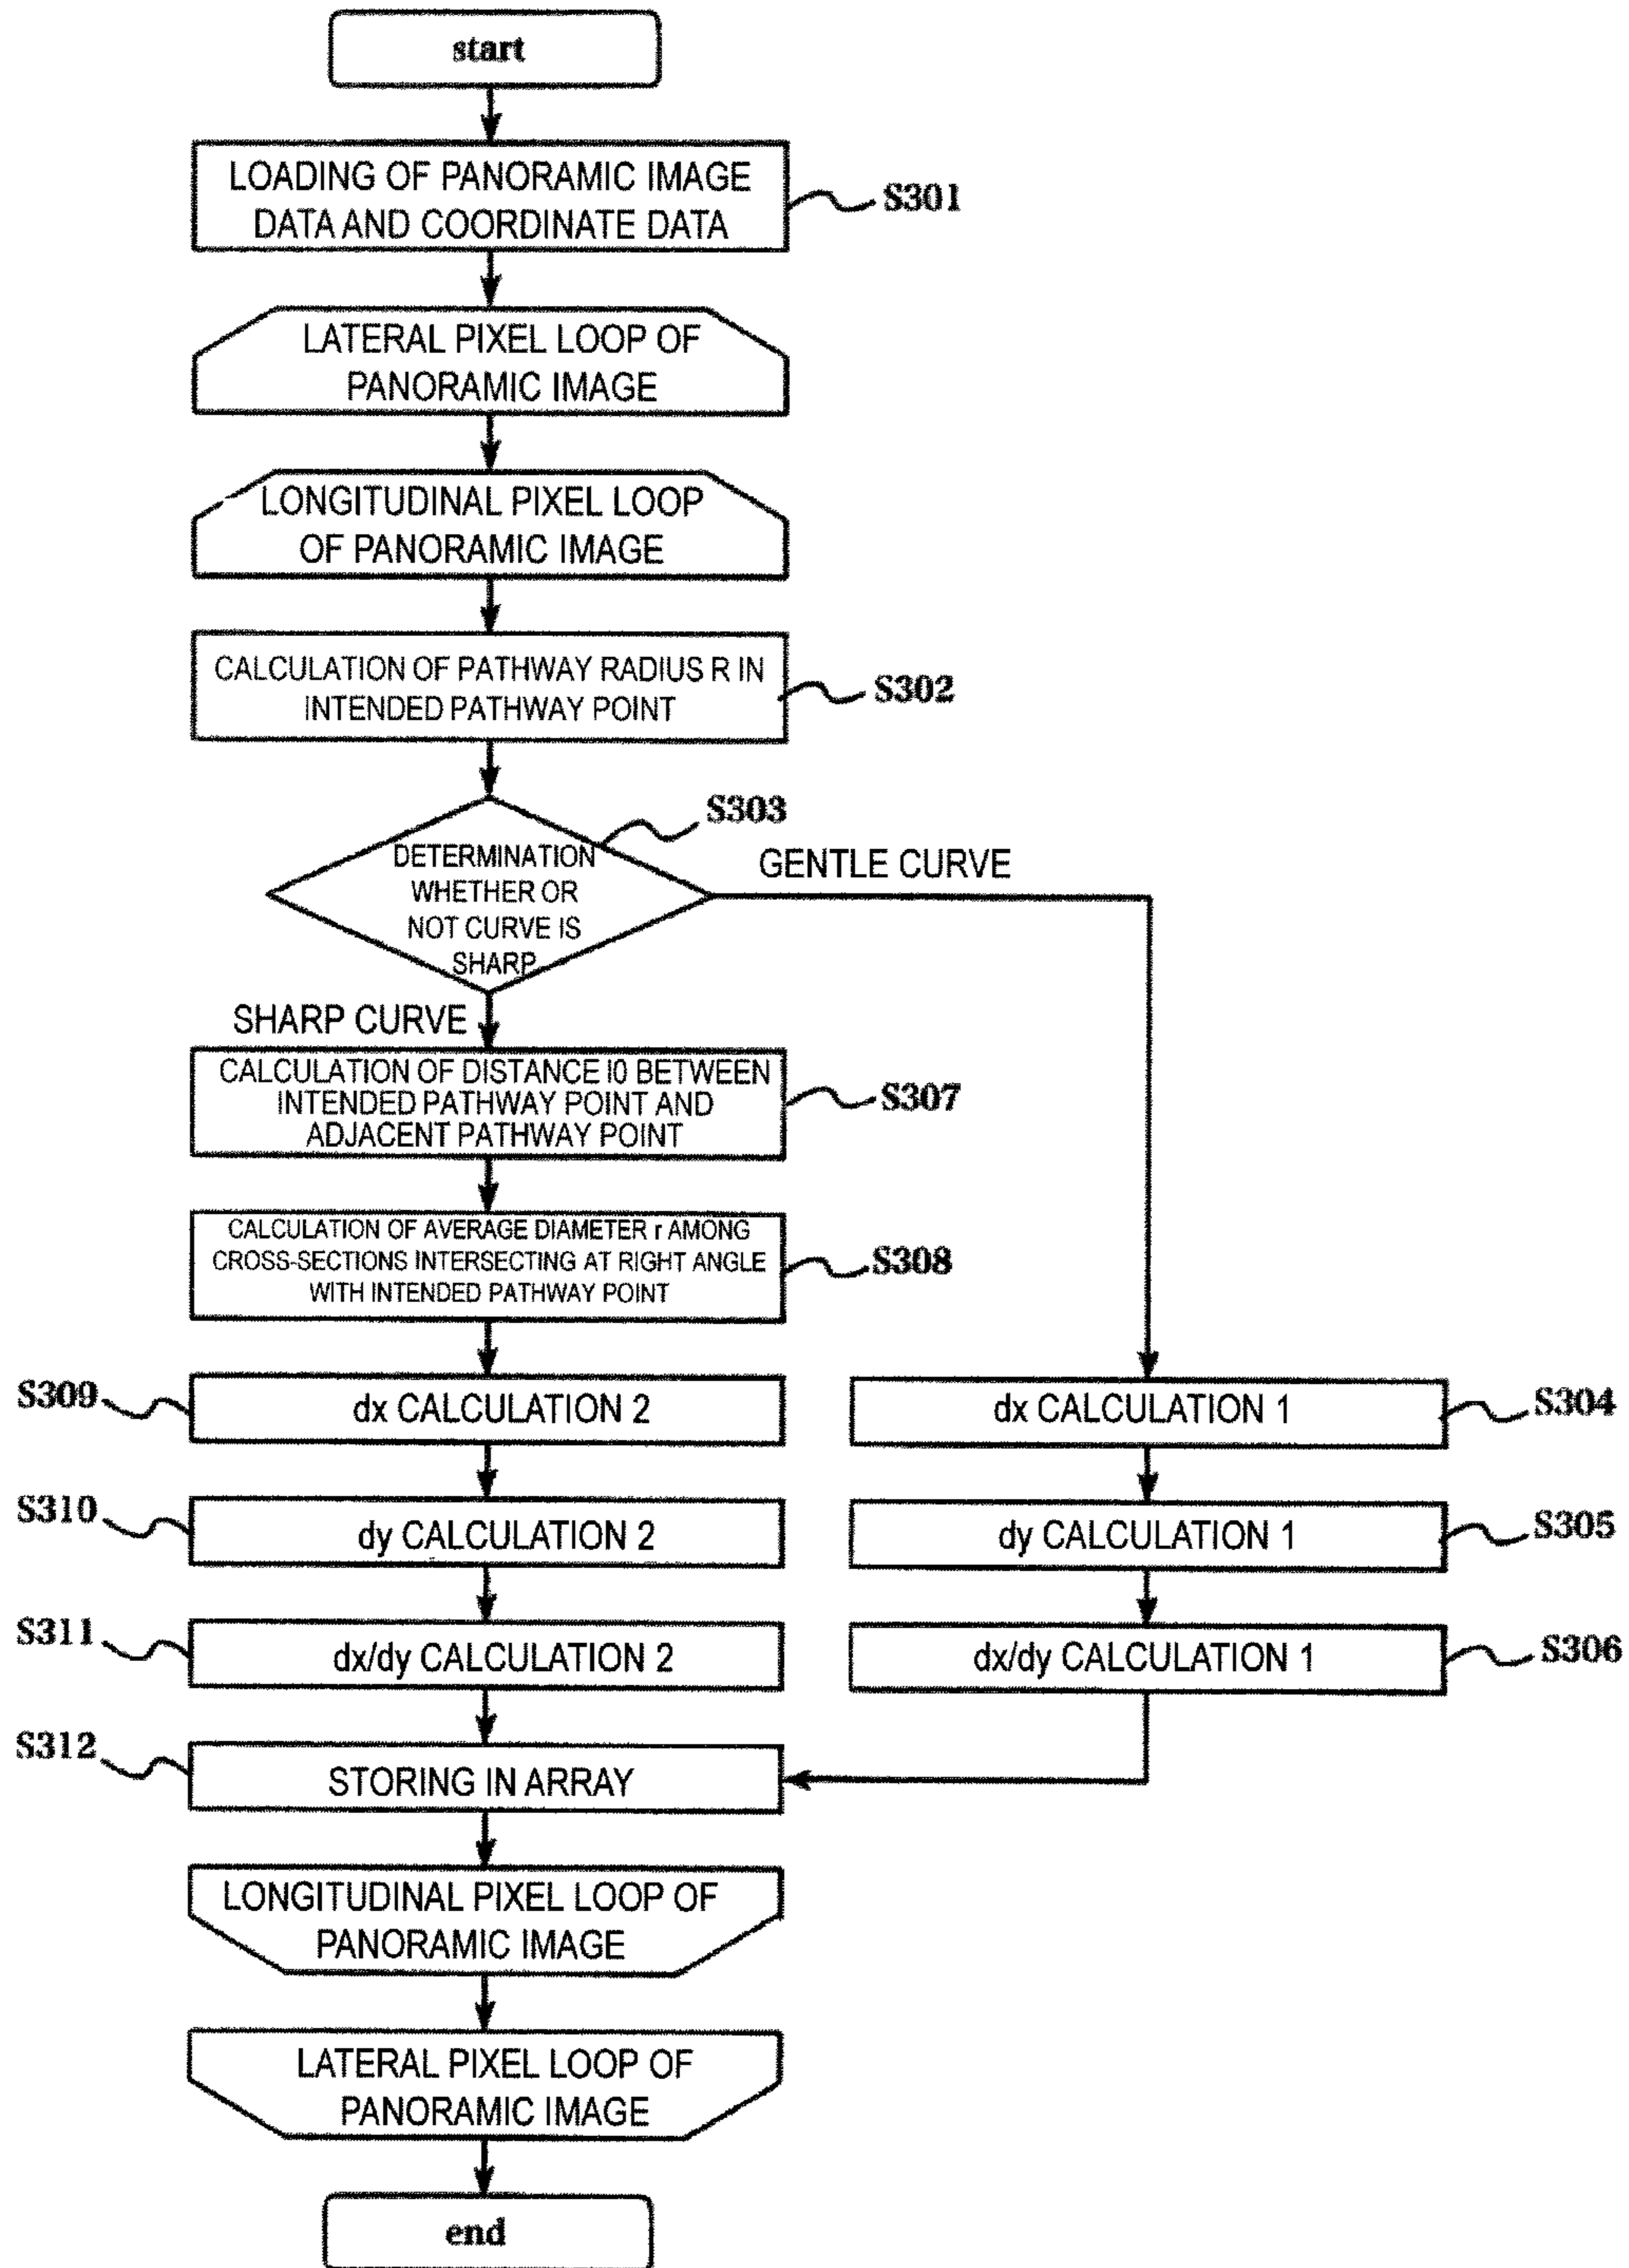 start
LOADING OF PANORAMIC IMAGE
DATA AND COORDINATE DATA
S301
LATERAL PIXEL LOOP OF
PANORAMIC IMAGE
LONGITUDINAL PIXEL LOOP
OF PANORAMIC IMAGE
CALCULATION OF PATHWAY RADIUS R IN
INTENDED PATHWAY POINT
S302
S303
DETERMINATION
WHETHER OR
NOT CURVE IS
SHARP
GENTLE CURVE
SHARP CURVE
CALCULATION OF DISTANCE l0 BETWEEN
INTENDED PATHWAY POINT AND
ADJACENT PATHWAY POINT
S307
CALCULATION OF AVERAGE DIAMETER r AMONG
CROSS-SECTIONS INTERSECTING AT RIGHT ANGLE
WITH INTENDED PATHWAY POINT
S308
S309
dx CALCULATION 2
dx CALCULATION 1
S304
S310
dy CALCULATION 2
dy CALCULATION 1
S305
S311
dx/dy CALCULATION 2
dx/dy CALCULATION 1
S306
S312
STORING IN ARRAY
LONGITUDINAL PIXEL LOOP OF
PANORAMIC IMAGE
LATERAL PIXEL LOOP OF
PANORAMIC IMAGE
end